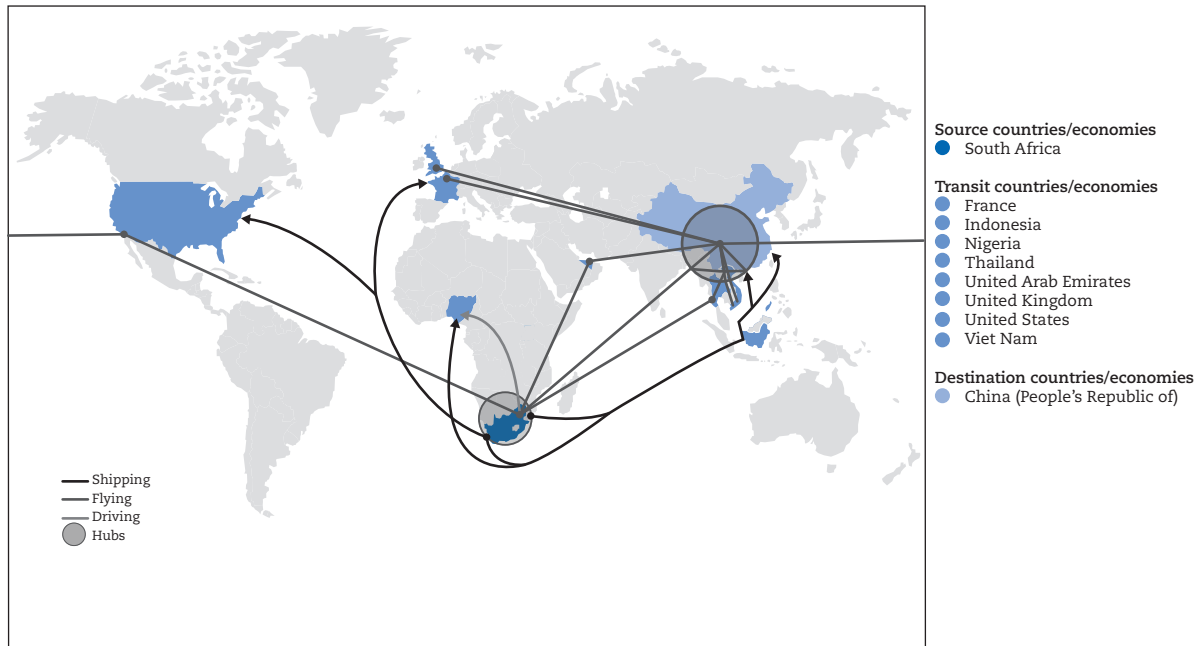 Source countries/economies
South Africa
Transit countries/economies
France
Indonesia
Nigeria
Thailand
United Arab Emirates
United Kingdom
United States
Viet Nam
Destination countries/economies
China (People's Republic of)
Shipping
Flying
Driving
Hubs